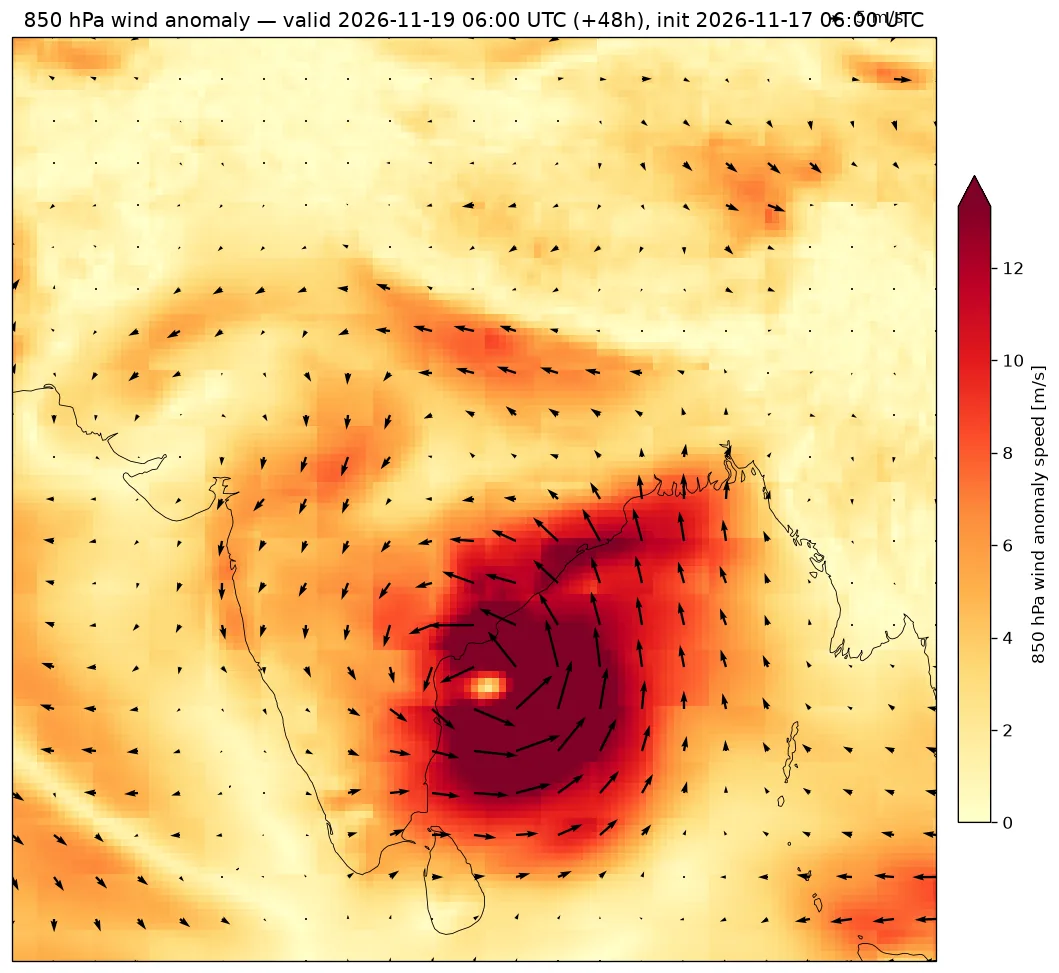 850 hPa wind anomaly — valid 2026-11-19 06:00 UTC (+48h), init 2026-11-17 06:00 UTC
5 m/s
12
10
8
6
4
2
0
850 hPa wind anomaly speed [m/s]